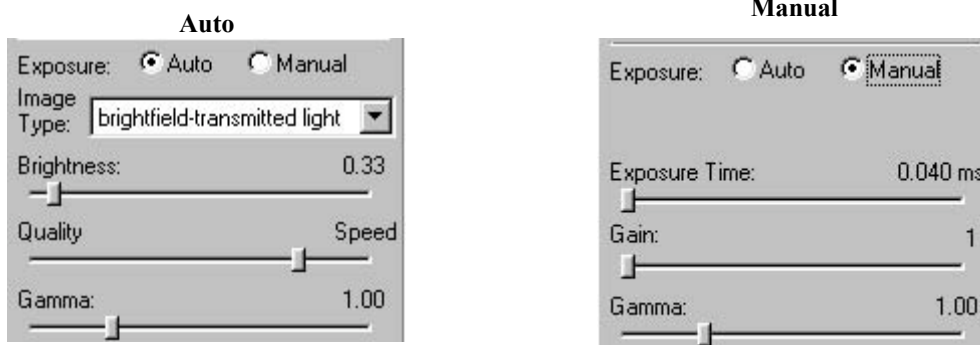 Auto
Exposure: Auto Manual
Image
Type: brightfield-transmitted light
Brightness: 0.33
Quality Speed
Gamma: 1.00
Manual
Exposure: Auto Manual
Exposure Time: 0.040 ms
Gain: 1
Gamma: 1.00